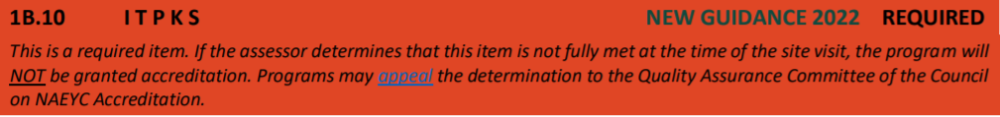 1B.10 I T P K S NEW GUIDANCE 2022 REQUIRED
This is a required item. If the assessor determines that this item is not fully met at the time of the site visit, the program will
NOT be granted accreditation. Programs may appeal the determination to the Quality Assurance Committee of the Council
on NAEYC Accreditation.